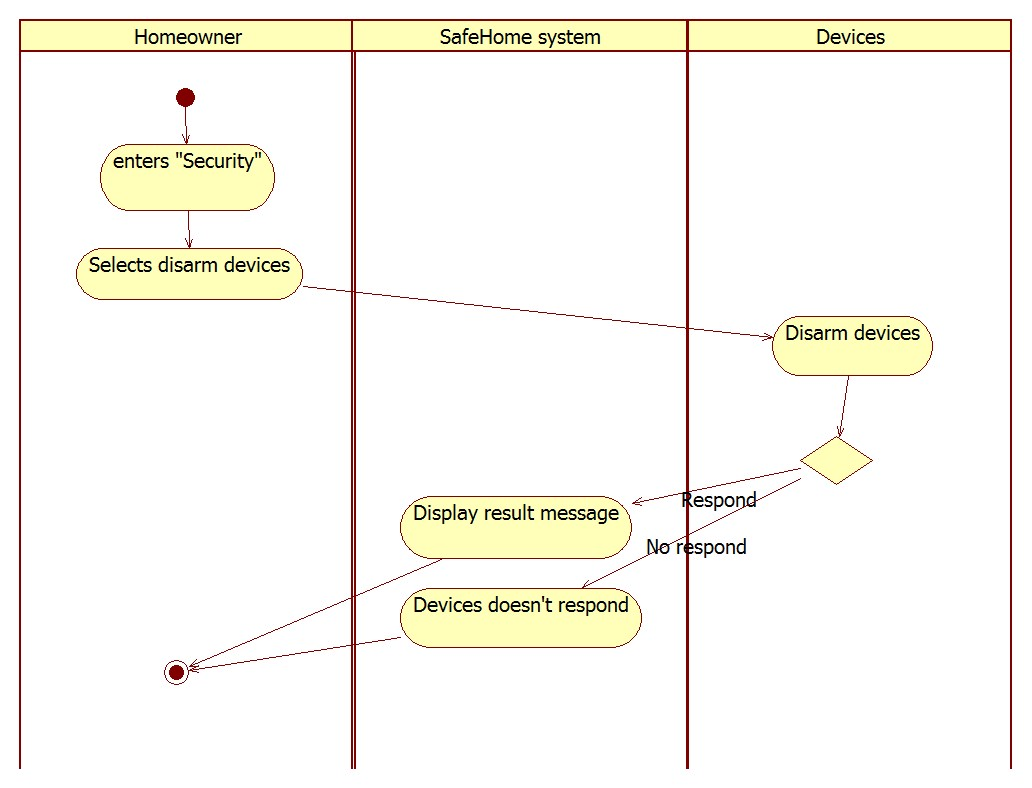 Homeowner
SafeHome system
Devices
enters "Security"
Selects disarm devices
Disarm devices
Respond
Display result message
No respond
Devices doesn't respond